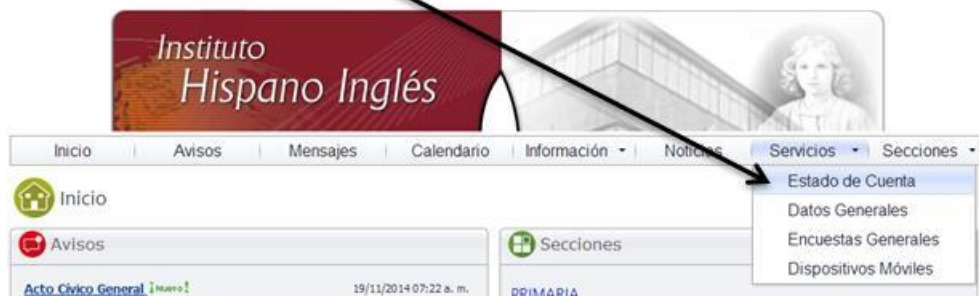 Instituto
Hispano Inglés
Inicio Avisos Mensajes Calendario Información Noticias Servicios Secciones
Estado de Cuenta
Inicio
Datos Generales
Avisos
Secciones
Encuestas Generales
Dispositivos Móviles
Acto Cívico General ¡Nuevo! 19/11/2014 07:22 a. m.
PRIMARIA